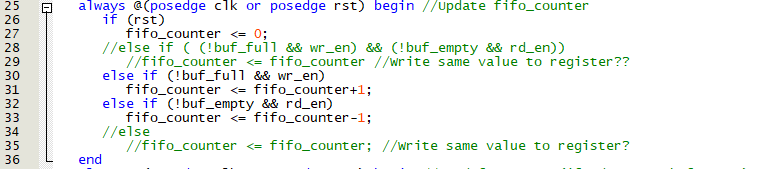 25 always @(posedge clk or posedge rst) begin //Update fifo_counter
26 if (rst)
27 fifo_counter <= 0;
28 //else if ( (!buf_full && wr_en) && (!buf_empty && rd_en))
29 //fifo_counter <= fifo_counter //Write same value to register??
30 else if (!buf_full && wr_en)
31 fifo_counter <= fifo_counter+1;
32 else if (!buf_empty && rd_en)
33 fifo_counter <= fifo_counter-1;
34 //else
35 //fifo_counter <= fifo_counter; //Write same value to register?
36 end